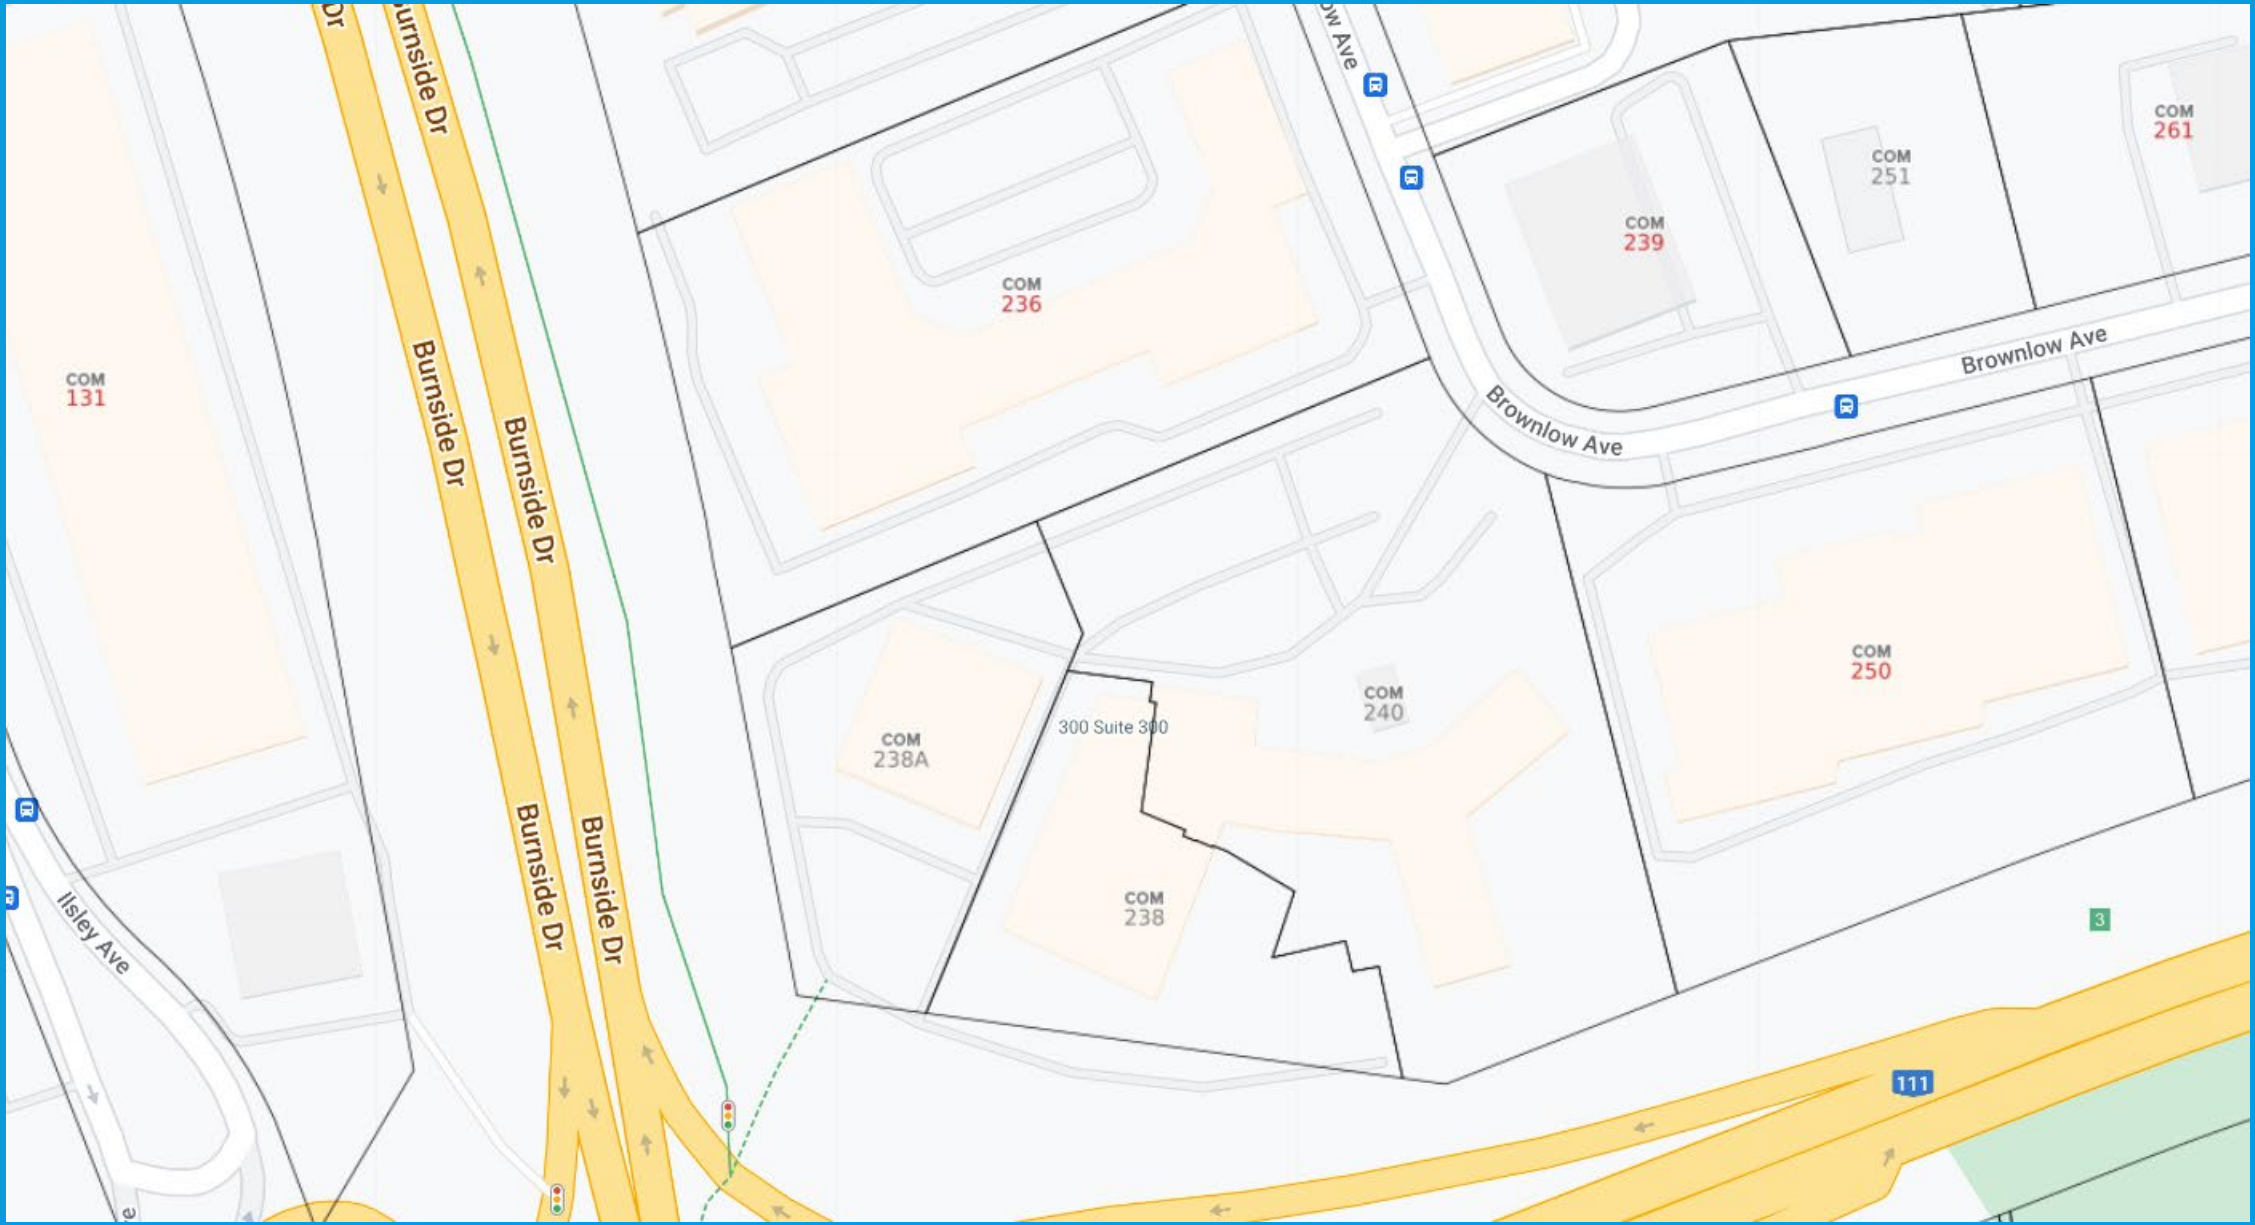 Dr
Burnside Dr
ow Ave
COM
261
COM
251
COM
239
COM
236
Brownlow Ave
COM
131
Burnside Dr
Burnside Dr
Brownlow Ave
COM
250
COM
240
300 Suite 300
COM
238A
Burnside Dr
Burnside Dr
COM
238
3
Ilsley Ave
111
e